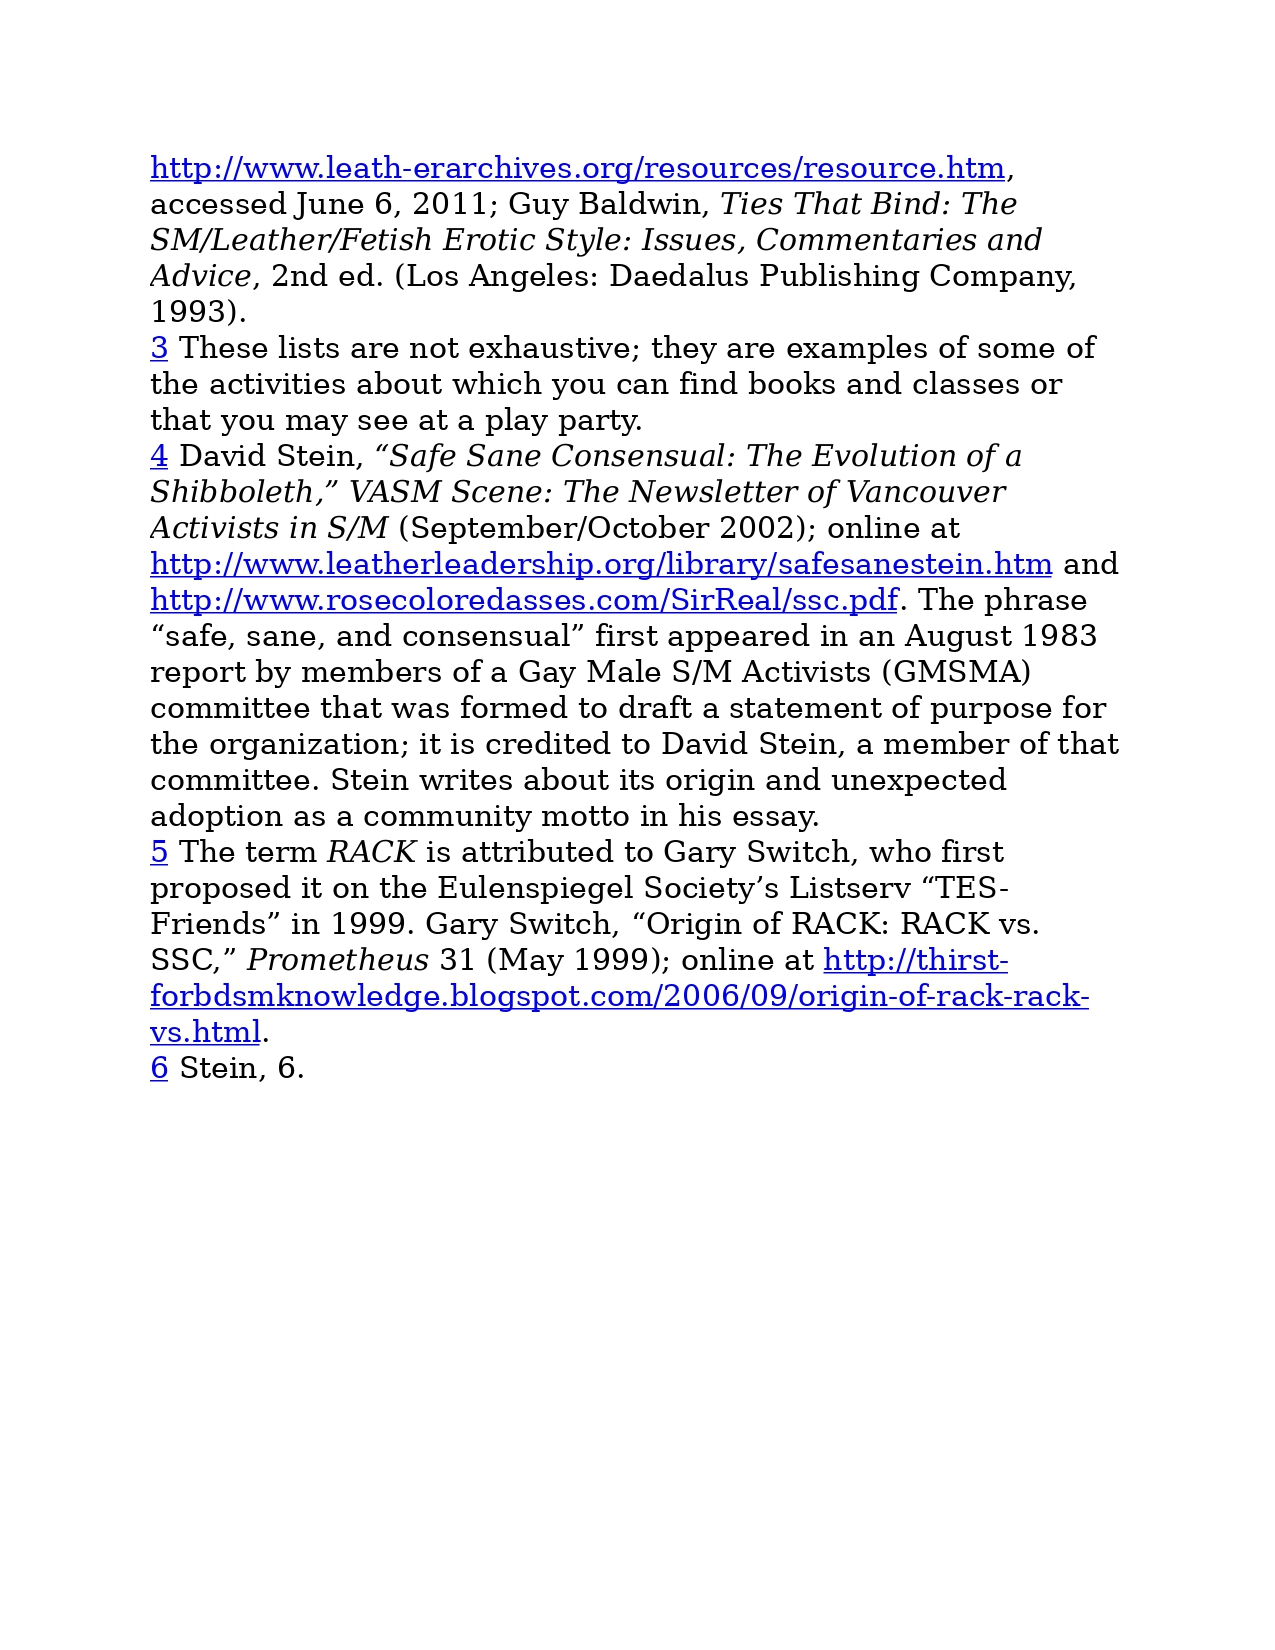 http://www.leath-erarchives.org/resources/resource.htm,
accessed June 6, 2011; Guy Baldwin, Ties That Bind: The
SM/Leather/Fetish Erotic Style: Issues, Commentaries and
Advice, 2nd ed. (Los Angeles: Daedalus Publishing Company,
1993).
3 These lists are not exhaustive; they are examples of some of
the activities about which you can find books and classes or
that you may see at a play party.
4 David Stein, “Safe Sane Consensual: The Evolution of a
Shibboleth,” VASM Scene: The Newsletter of Vancouver
Activists in S/M (September/October 2002); online at
http://www.leatherleadership.org/library/safesanestein.htm and
http://www.rosecoloredasses.com/SirReal/ssc.pdf. The phrase
“safe, sane, and consensual” first appeared in an August 1983
report by members of a Gay Male S/M Activists (GMSMA)
committee that was formed to draft a statement of purpose for
the organization; it is credited to David Stein, a member of that
committee. Stein writes about its origin and unexpected
adoption as a community motto in his essay.
5 The term RACK is attributed to Gary Switch, who first
proposed it on the Eulenspiegel Society’s Listserv “TES-
Friends” in 1999. Gary Switch, “Origin of RACK: RACK vs.
SSC,” Prometheus 31 (May 1999); online at http://thirst-
forbdsmknowledge.blogspot.com/2006/09/origin-of-rack-rack-
vs.html.
6 Stein, 6.